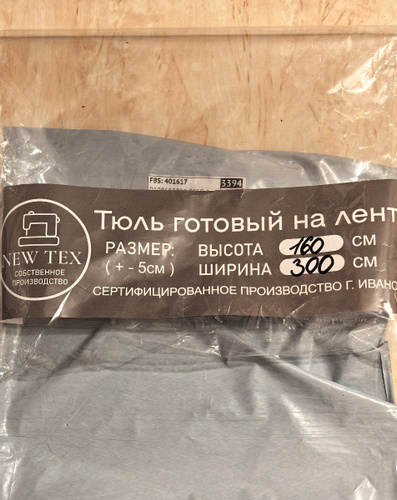 FBS: 401617
3394
Тюль готовый на лент
NEW TEX
СОБСТВЕННОЕ
ПРОИЗВОДСТВО
РАЗМЕР: ВЫСОТА 160 СМ
( + - 5см ) ШИРИНА 300 СМ
СЕРТИФИЦИРОВАННОЕ ПРОИЗВОДСТВО Г. ИВАНО